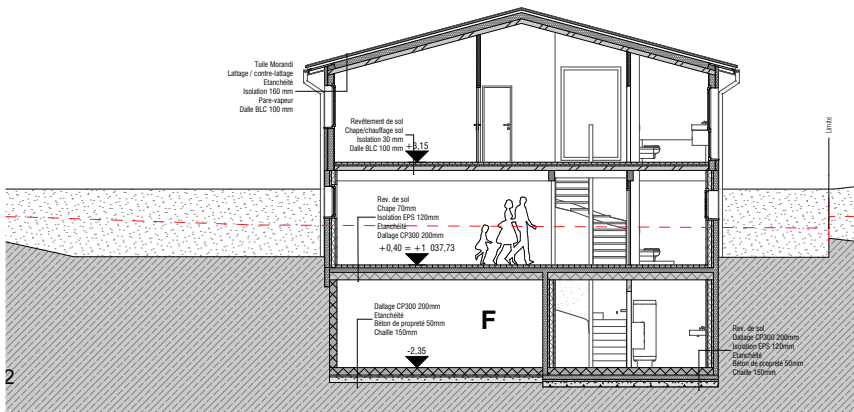 Tuile Morandi
Lattage / contre-lattage
Etanchéité
Isolation 160 mm
Pare-vapeur
Dalle BLC 100 mm
Revêtement de sol
Chape/chauffage sol
Isolation 30 mm
Dalle BLC 100 mm
+3,15
Limite
Rev. de sol
Chape 70mm
Isolation EPS 120mm
Etanchéité
Dallage CP300 200mm
+0,40 = +1 037,73
Dallage CP300 200mm
Etanchéité
Béton de propreté 50mm
Chaille 150mm
F
-2,35
Rev. de sol
Dallage CP300 200mm
Isolation EPS 120mm
Etanchéité
Béton de propreté 50mm
Chaille 150mm
2